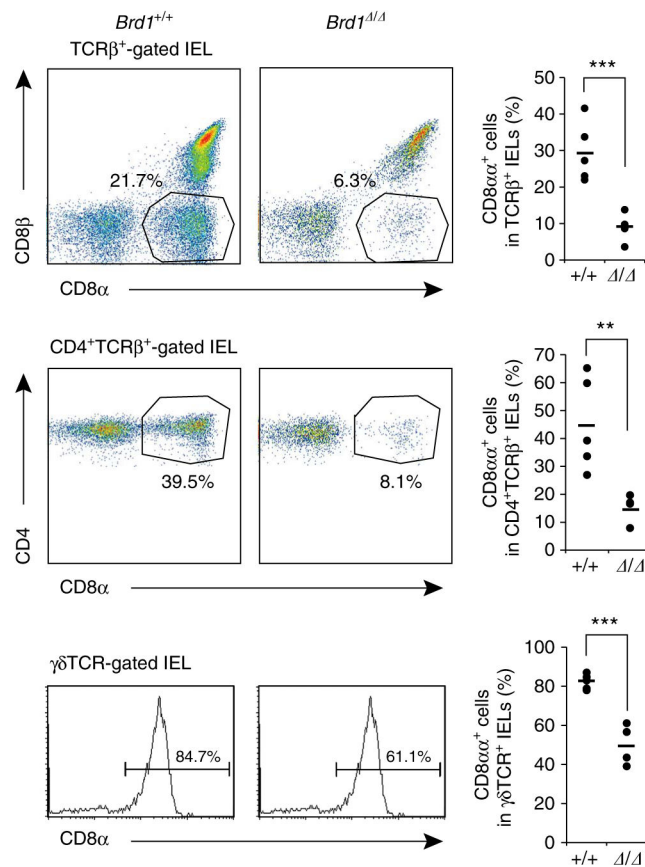 Brd1+/+
Brd1Δ/Δ
TCRβ+-gated IEL
CD8β
21.7%
6.3%
CD8α
CD8αα+ cells
in TCRβ+ IELs (%)
***
50
40
30
20
10
0
+/+ Δ/Δ
CD4+TCRβ+-gated IEL
CD4
39.5%
8.1%
CD8α
CD8αα+ cells
in CD4+TCRβ+ IELs (%)
**
70
60
50
40
30
20
10
0
+/+ Δ/Δ
γδTCR-gated IEL
84.7%
61.1%
CD8α
CD8αα+ cells
in γδTCR+ IELs (%)
***
100
80
60
40
20
0
+/+ Δ/Δ